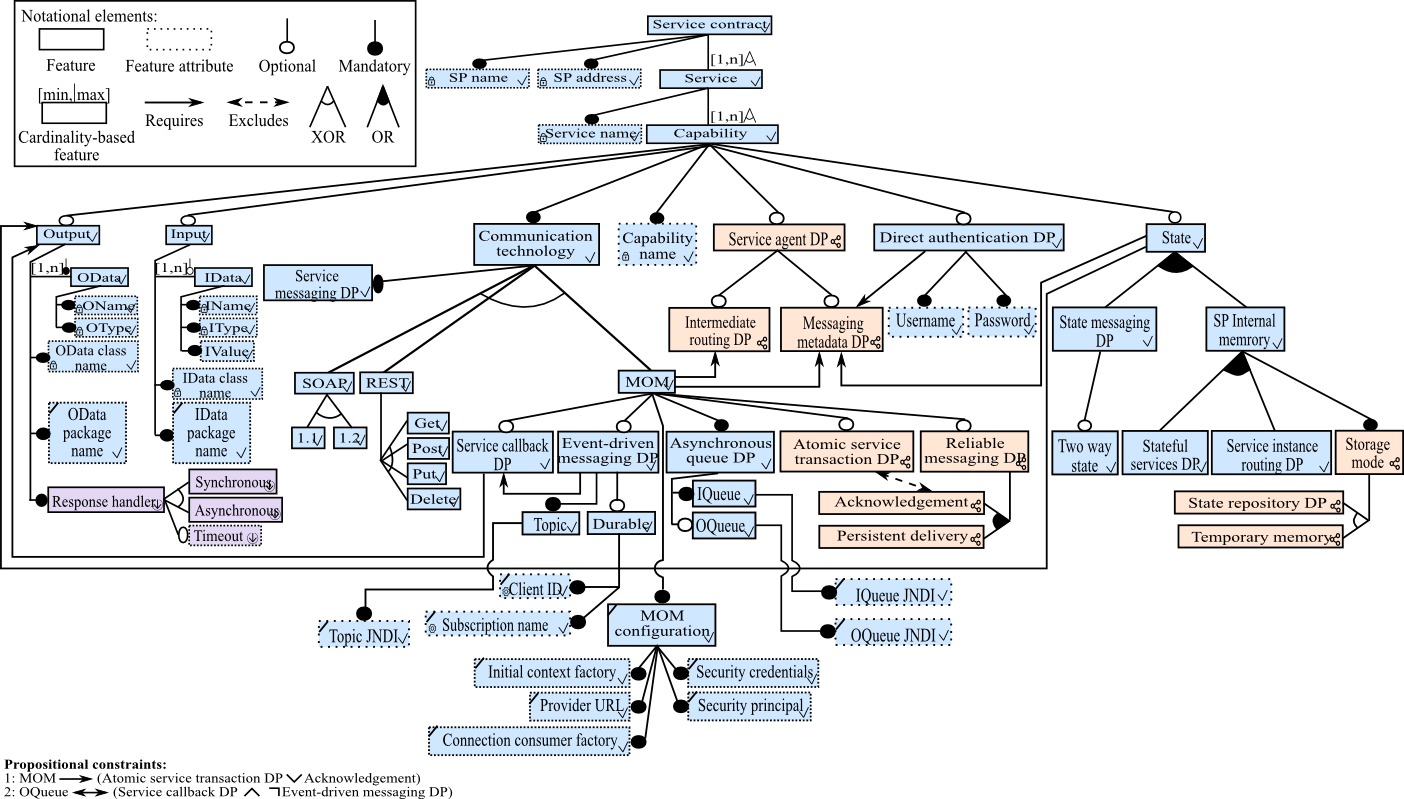 Notational elements:
Feature
Feature attribute
Optional
Mandatory
[min, max]
Cardinality-based
feature
Requires
Excludes
XOR
OR
Service contract
SP name
SP address
[1,n]
Service
Service name
[1,n]
Capability
Output
Input
Communication
technology
Capability
name
Service agent DP
Direct authentication DP
State
[1,n]
OData
OName
OType
OData class
name
OData
package
name
[1,n]
IData
IName
IType
IValue
IData class
name
IData
package
name
Response handler
Synchronous
Asynchronous
Timeout
Service
messaging DP
SOAP
REST
MOM
1.1
1.2
Get
Post
Put
Delete
Intermediate
routing DP
Messaging
metadata DP
Username
Password
State messaging
DP
SP Internal
memrory
Service callback
DP
Event-driven
messaging DP
Asynchronous
queue DP
Atomic service
transaction DP
Reliable
messaging DP
Two way
state
Stateful
services DP
Service instance
routing DP
Storage
mode
Topic
Durable
IQueue
OQueue
Acknowledgement
Persistent delivery
State repository DP
Temporary memory
Client ID
Subscription name
Topic JNDI
MOM
configuration
IQueue JNDI
OQueue JNDI
Initial context factory
Provider URL
Connection consumer factory
Security credentials
Security principal
Propositional constraints:
1: MOM ⟶ (Atomic service transaction DP ∨ Acknowledgement)
2: OQueue ⟷ (Service callback DP ∧ ¬Event-driven messaging DP)